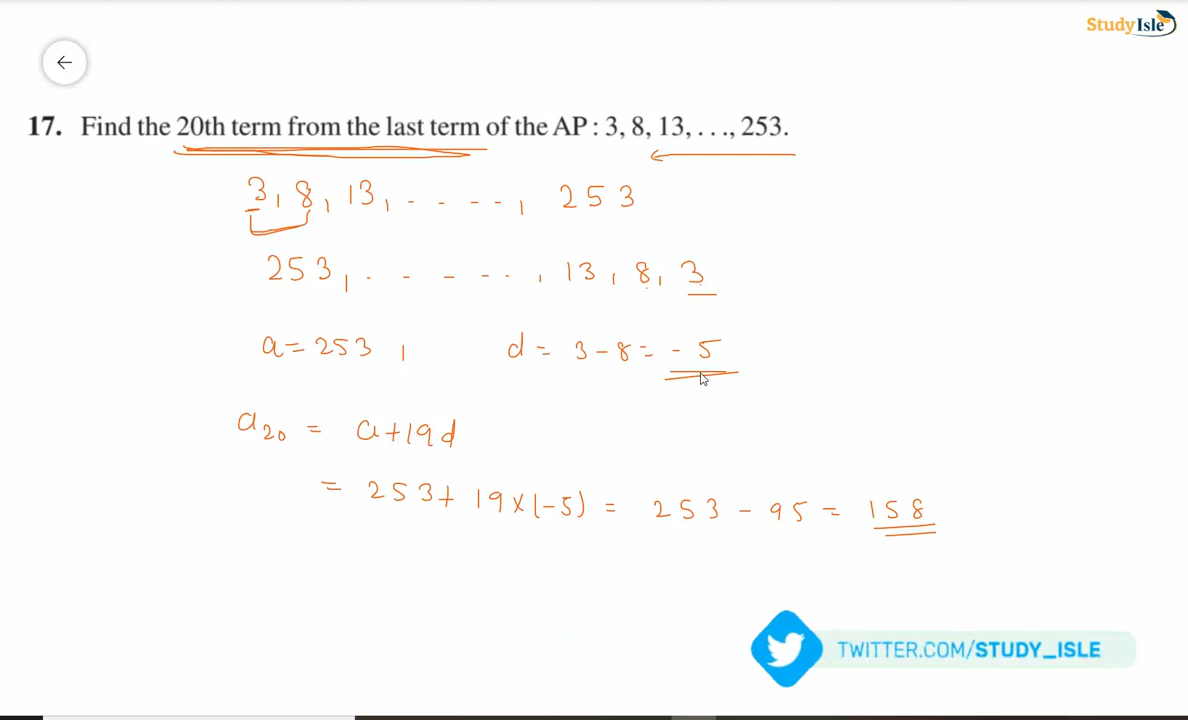 StudyIsle
17. Find the 20th term from the last term of the AP : 3, 8, 13, . . ., 253.
3, 8, 13, - - - - -, 253
253, - - - - - -, 13, 8, 3
a = 253, d = 3 - 8 = - 5
a20 = a + 19d
= 253 + 19 × (-5) = 253 - 95 = 158
TWITTER.COM/STUDY_ISLE